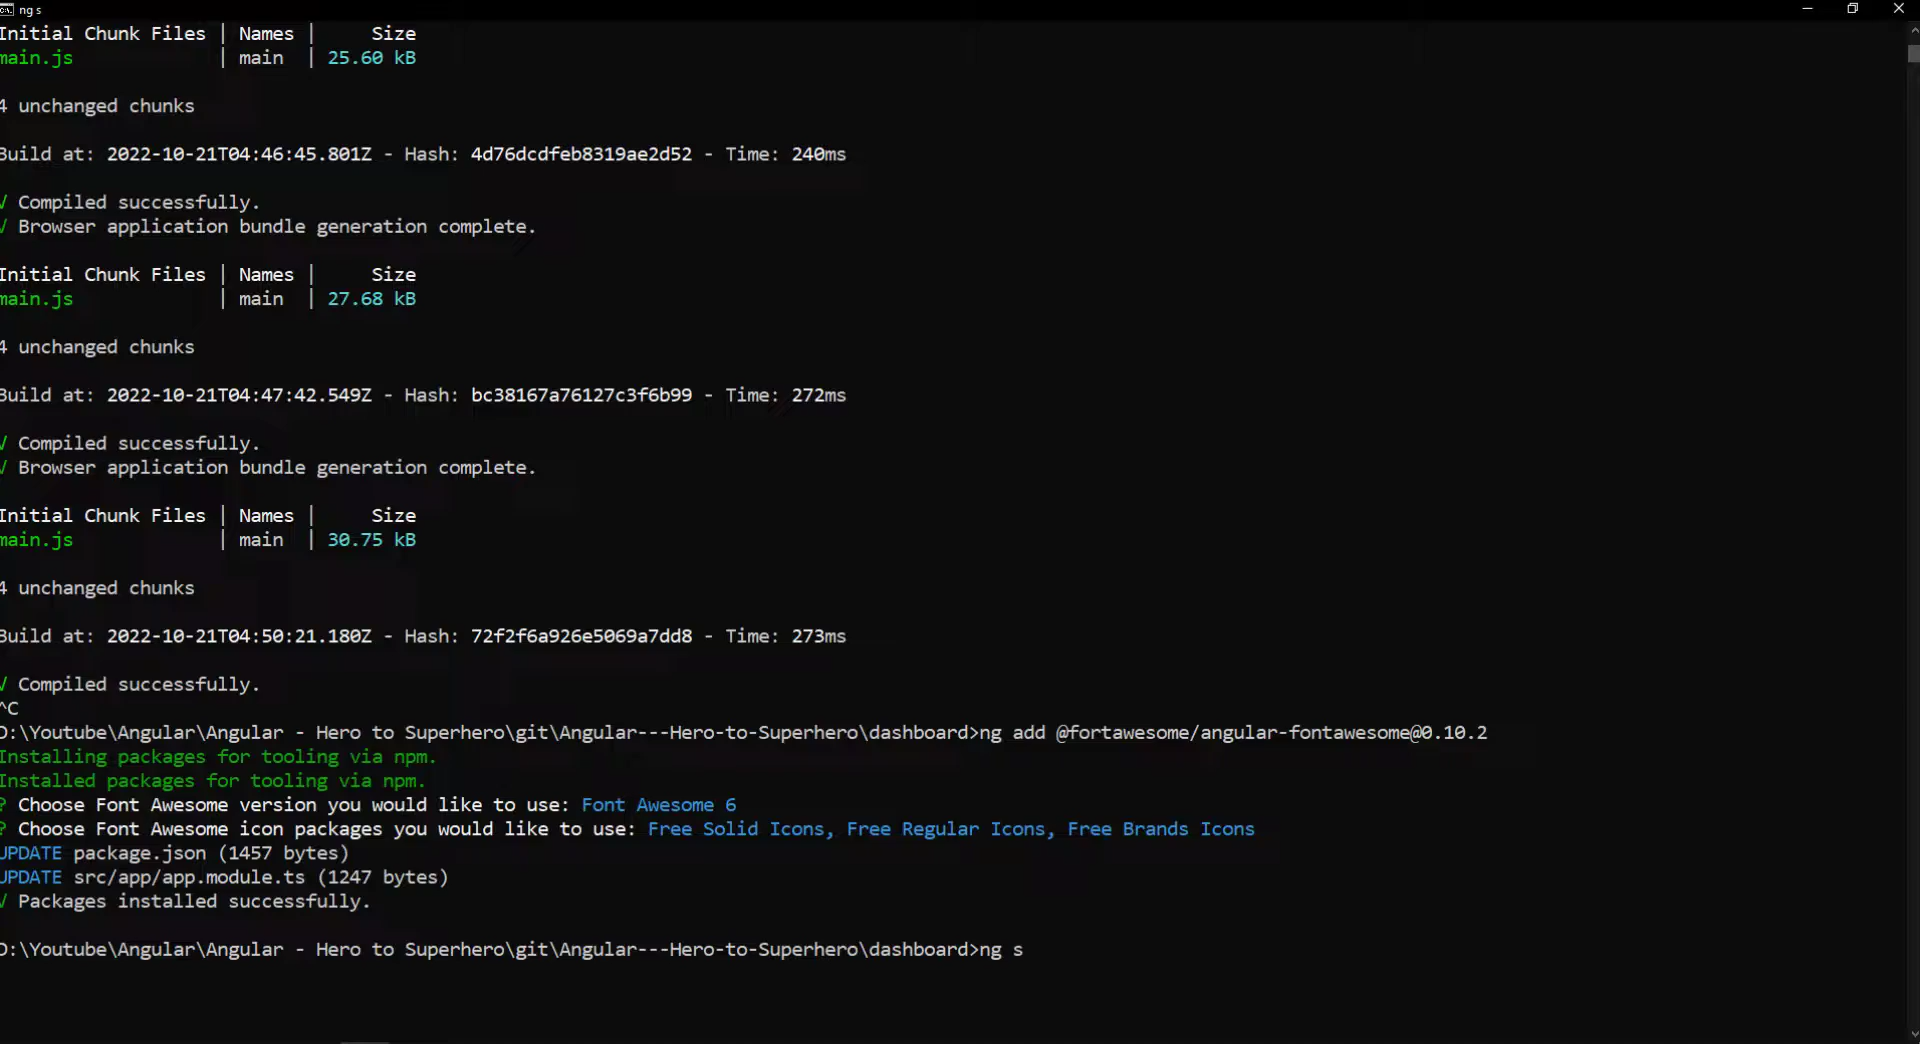 ng s
Initial Chunk Files | Names | Size
main.js | main | 25.60 kB
4 unchanged chunks
Build at: 2022-10-21T04:46:45.801Z - Hash: 4d76dcdfeb8319ae2d52 - Time: 240ms
√ Compiled successfully.
√ Browser application bundle generation complete.
Initial Chunk Files | Names | Size
main.js | main | 27.68 kB
4 unchanged chunks
Build at: 2022-10-21T04:47:42.549Z - Hash: bc38167a76127c3f6b99 - Time: 272ms
√ Compiled successfully.
√ Browser application bundle generation complete.
Initial Chunk Files | Names | Size
main.js | main | 30.75 kB
4 unchanged chunks
Build at: 2022-10-21T04:50:21.180Z - Hash: 72f2f6a926e5069a7dd8 - Time: 273ms
√ Compiled successfully.
^C
D:\Youtube\Angular\Angular - Hero to Superhero\git\Angular---Hero-to-Superhero\dashboard>ng add @fortawesome/angular-fontawesome@0.10.2
Installing packages for tooling via npm.
Installed packages for tooling via npm.
? Choose Font Awesome version you would like to use: Font Awesome 6
? Choose Font Awesome icon packages you would like to use: Free Solid Icons, Free Regular Icons, Free Brands Icons
UPDATE package.json (1457 bytes)
UPDATE src/app/app.module.ts (1247 bytes)
√ Packages installed successfully.
D:\Youtube\Angular\Angular - Hero to Superhero\git\Angular---Hero-to-Superhero\dashboard>ng s